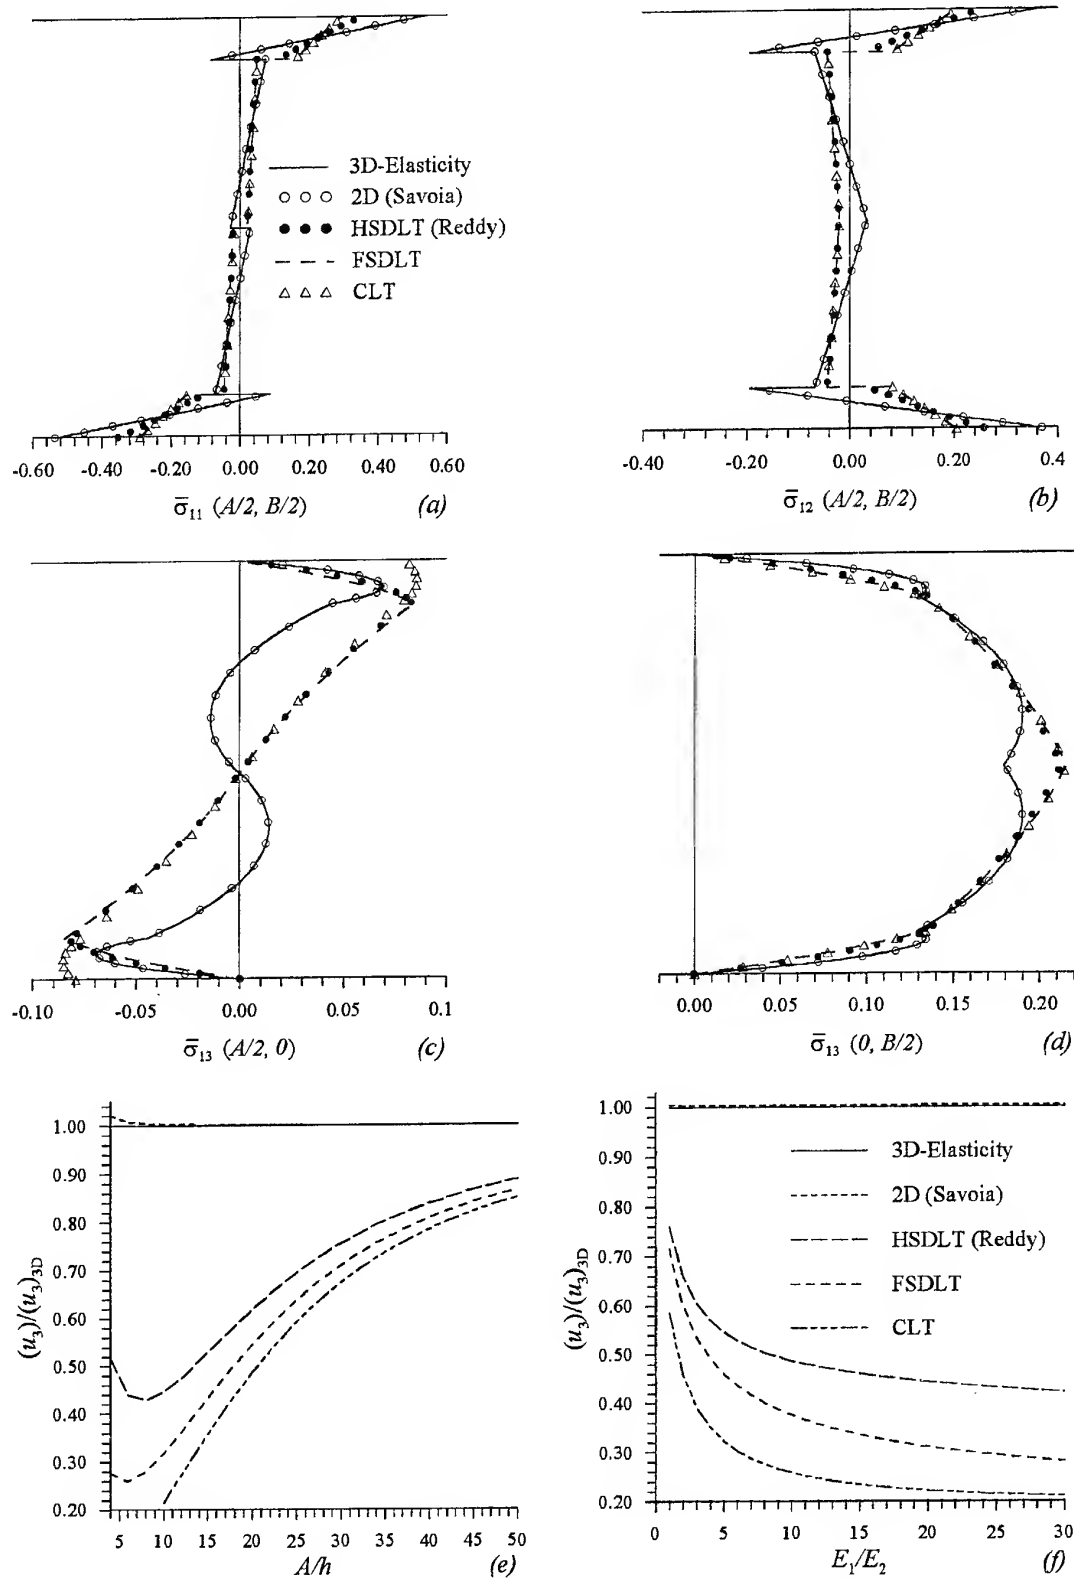 3D-Elasticity
2D (Savoia)
HSDLT (Reddy)
FSDLT
CLT
-0.60 -0.20 0.00 0.20 0.60
σ̅₁₁ (A/2, B/2) (a)
-0.40 -0.20 0.00 0.20 0.4
σ̅₁₂ (A/2, B/2) (b)
-0.10 -0.05 0.00 0.05 0.1
σ̅₁₃ (A/2, 0) (c)
0.00 0.05 0.10 0.15 0.20
σ̅₁₃ (0, B/2) (d)
(u₃)/(u₃)₃D
1.00
0.90
0.80
0.70
0.60
0.50
0.40
0.30
0.20
5 10 15 20 25 30 35 40 45 50
A/h (e)
(u₃)/(u₃)₃D
1.00
0.90
0.80
0.70
0.60
0.50
0.40
0.30
0.20
3D-Elasticity
2D (Savoia)
HSDLT (Reddy)
FSDLT
CLT
0 5 10 15 20 25 30
E₁/E₂ (f)